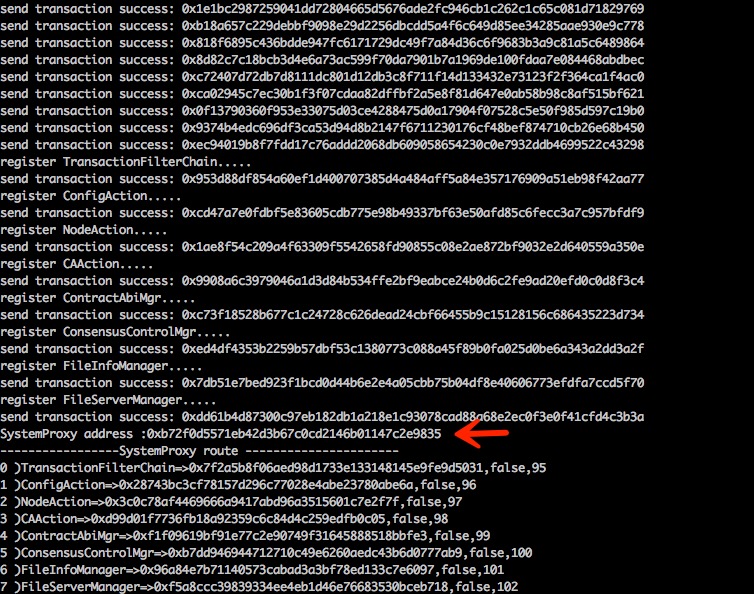 send transaction success: 0x1e1bc2987259041dd72804665d5676ade2fc946cb1c262c1c65c081d71829769
send transaction success: 0xb18a657c229debbf9098e29d2256dbcdd5a4f6c649d85ee34285aae930e9c778
send transaction success: 0x818f6895c436bdde947fc6171729dc49f7a84d36c6f9683b3a9c81a5c6489864
send transaction success: 0x8d82c7c18bcb3d4e6a73ac599f70da7901b7a1969de100fdaa7e084468abdbec
send transaction success: 0xc72407d72db7d8111dc801d12db3c8f711f14d133432e73123f2f364ca1f4ac0
send transaction success: 0xca02945c7ec30b1f3f07cdaa82dffbf2a5e8f81d647e0ab58b98c8af515bf621
send transaction success: 0x0f13790360f953e33075d03ce4288475d0a17904f07528c5e50f985d597c19b0
send transaction success: 0x9374b4edc696df3ca53d94d8b2147f6711230176cf48bef874710cb26e68b450
send transaction success: 0xec94019b8f7fdd17c76addd2068db609058654230c0e7932ddb4699522c43298
register TransactionFilterChain.....
send transaction success: 0x953d88df854a60ef1d400707385d4a484aff5a84e357176909a51eb98f42aa77
register ConfigAction.....
send transaction success: 0xcd47a7e0fdbf5e83605cdb775e98b49337bf63e50afd85c6fecc3a7c957bfdf9
register NodeAction.....
send transaction success: 0x1ae8f54c209a4f63309f5542658fd90855c08e2ae872bf9032e2d640559a350e
register CAAction.....
send transaction success: 0x9908a6c3979046a1d3d84b534ffe2bf9eabce24b0d6c2fe9ad20efd0c0d8f3c4
register ContractAbiMgr.....
send transaction success: 0xc73f18528b677c1c24728c626dead24cbf66455b9c15128156c686435223d734
register ConsensusControlMgr.....
send transaction success: 0xed4df4353b2259b57dbf53c1380773c088a45f89b0fa025d0be6a343a2dd3a2f
register FileInfoManager.....
send transaction success: 0x7db51e7bed923f1bcd0d44b6e2e4a05cbb75b04df8e40606773efdfa7ccd5f70
register FileServerManager.....
send transaction success: 0xdd61b4d87300c97eb182db1a218e1c93078cad88a68e2ec0f3e0f41cfd4c3b3a
SystemProxy address :0xb72f0d5571eb42d3b67c0cd2146b01147c2e9835
-----------------SystemProxy route ----------------------
0 )TransactionFilterChain=>0x7f2a5b8f06aed98d1733e133148145e9fe9d5031,false,95
1 )ConfigAction=>0x28743bc3cf78157d296c77028e4abe23780abe6a,false,96
2 )NodeAction=>0x3c0c78af4469666a9417abd96a3515601c7e2f7f,false,97
3 )CAAction=>0xd99d01f7736fb18a92359c6c84d4c259edfb0c05,false,98
4 )ContractAbiMgr=>0xf1f09619bf91e77c2e90749f31645888518bbfe3,false,99
5 )ConsensusControlMgr=>0xb7dd946944712710c49e6260aedc43b6d0777ab9,false,100
6 )FileInfoManager=>0x96a84e7b71140573cabad3a3bf78ed133c7e6097,false,101
7 )FileServerManager=>0xf5a8ccc39839334ee4eb1d46e76683530bceb718,false,102